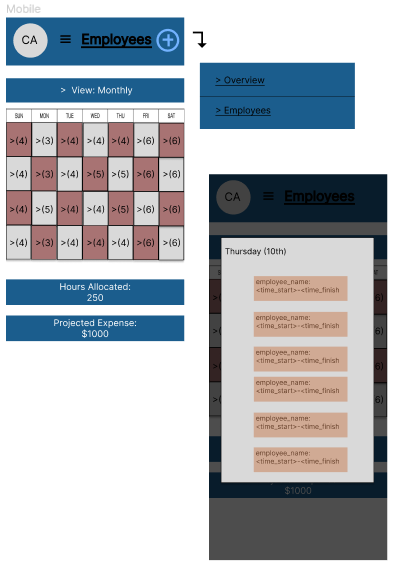 Mobile
CA ≡ Employees +
> View: Monthly
SUN MON TUE WED THU FRI SAT
>(4) >(3) >(4) >(4) >(4) >(6) >(6)
>(4) >(3) >(4) >(5) >(5) >(6) >(6)
>(4) >(5) >(4) >(4) >(5) >(6) >(6)
>(4) >(3) >(4) >(4) >(4) >(6) >(6)
Hours Allocated:
250
Projected Expense:
$1000
> Overview
> Employees
CA ≡ Employees
Thursday (10th)
employee_name:
<time_start>-<time_finish
employee_name:
<time_start>-<time_finish
employee_name:
<time_start>-<time_finish
employee_name:
<time_start>-<time_finish
employee_name:
<time_start>-<time_finish
employee_name:
<time_start>-<time_finish
$1000